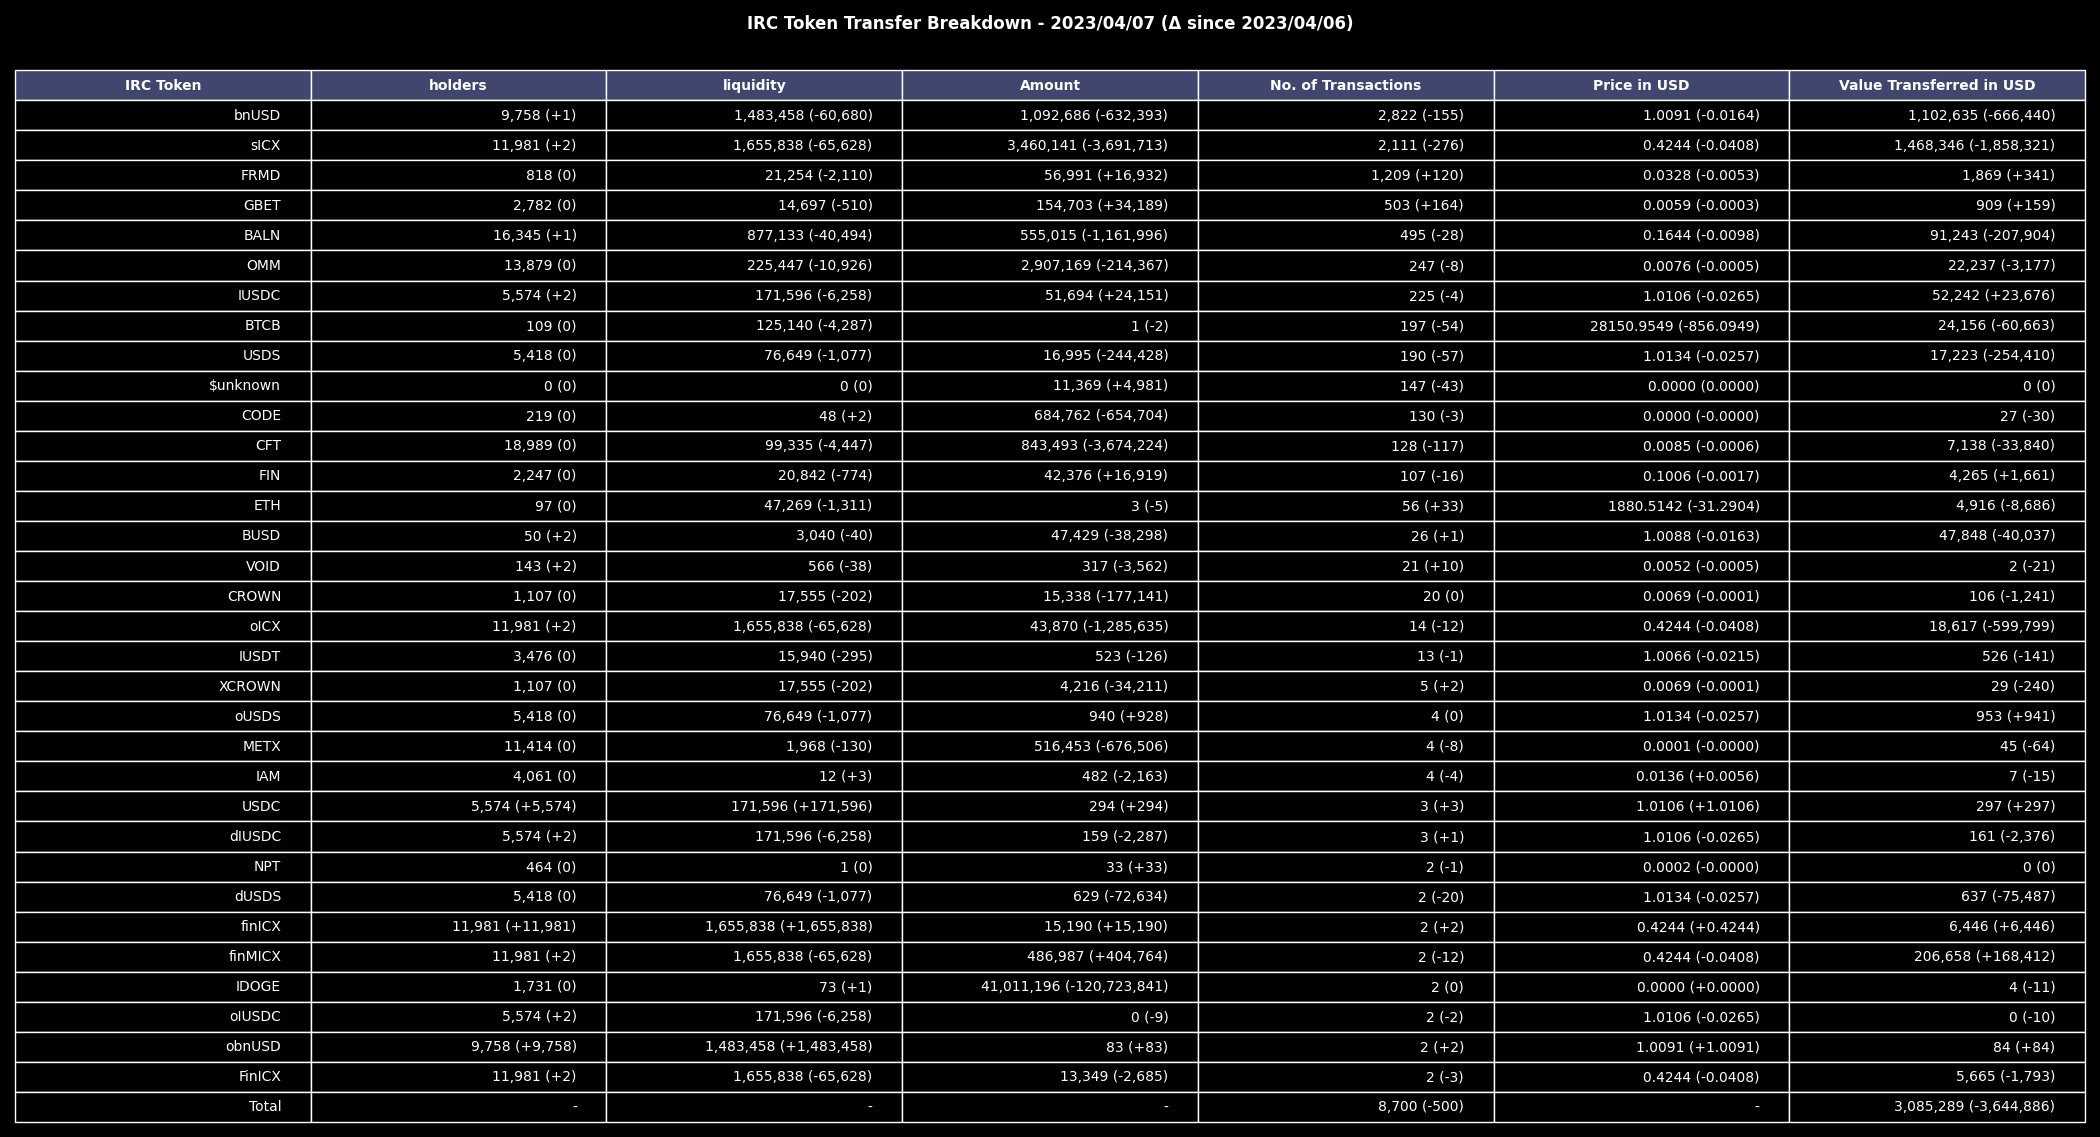 IRC Token Transfer Breakdown - 2023/04/07 (Δ since 2023/04/06)
IRC Token holders liquidity Amount No. of Transactions Price in USD Value Transferred in USD
bnUSD 9,758 (+1) 1,483,458 (-60,680) 1,092,686 (-632,393) 2,822 (-155) 1.0091 (-0.0164) 1,102,635 (-666,440)
sICX 11,981 (+2) 1,655,838 (-65,628) 3,460,141 (-3,691,713) 2,111 (-276) 0.4244 (-0.0408) 1,468,346 (-1,858,321)
FRMD 818 (0) 21,254 (-2,110) 56,991 (+16,932) 1,209 (+120) 0.0328 (-0.0053) 1,869 (+341)
GBET 2,782 (0) 14,697 (-510) 154,703 (+34,189) 503 (+164) 0.0059 (-0.0003) 909 (+159)
BALN 16,345 (+1) 877,133 (-40,494) 555,015 (-1,161,996) 495 (-28) 0.1644 (-0.0098) 91,243 (-207,904)
OMM 13,879 (0) 225,447 (-10,926) 2,907,169 (-214,367) 247 (-8) 0.0076 (-0.0005) 22,237 (-3,177)
IUSDC 5,574 (+2) 171,596 (-6,258) 51,694 (+24,151) 225 (-4) 1.0106 (-0.0265) 52,242 (+23,676)
BTCB 109 (0) 125,140 (-4,287) 1 (-2) 197 (-54) 28150.9549 (-856.0949) 24,156 (-60,663)
USDS 5,418 (0) 76,649 (-1,077) 16,995 (-244,428) 190 (-57) 1.0134 (-0.0257) 17,223 (-254,410)
$unknown 0 (0) 0 (0) 11,369 (+4,981) 147 (-43) 0.0000 (0.0000) 0 (0)
CODE 219 (0) 48 (+2) 684,762 (-654,704) 130 (-3) 0.0000 (-0.0000) 27 (-30)
CFT 18,989 (0) 99,335 (-4,447) 843,493 (-3,674,224) 128 (-117) 0.0085 (-0.0006) 7,138 (-33,840)
FIN 2,247 (0) 20,842 (-774) 42,376 (+16,919) 107 (-16) 0.1006 (-0.0017) 4,265 (+1,661)
ETH 97 (0) 47,269 (-1,311) 3 (-5) 56 (+33) 1880.5142 (-31.2904) 4,916 (-8,686)
BUSD 50 (+2) 3,040 (-40) 47,429 (-38,298) 26 (+1) 1.0088 (-0.0163) 47,848 (-40,037)
VOID 143 (+2) 566 (-38) 317 (-3,562) 21 (+10) 0.0052 (-0.0005) 2 (-21)
CROWN 1,107 (0) 17,555 (-202) 15,338 (-177,141) 20 (0) 0.0069 (-0.0001) 106 (-1,241)
oICX 11,981 (+2) 1,655,838 (-65,628) 43,870 (-1,285,635) 14 (-12) 0.4244 (-0.0408) 18,617 (-599,799)
IUSDT 3,476 (0) 15,940 (-295) 523 (-126) 13 (-1) 1.0066 (-0.0215) 526 (-141)
XCROWN 1,107 (0) 17,555 (-202) 4,216 (-34,211) 5 (+2) 0.0069 (-0.0001) 29 (-240)
oUSDS 5,418 (0) 76,649 (-1,077) 940 (+928) 4 (0) 1.0134 (-0.0257) 953 (+941)
METX 11,414 (0) 1,968 (-130) 516,453 (-676,506) 4 (-8) 0.0001 (-0.0000) 45 (-64)
IAM 4,061 (0) 12 (+3) 482 (-2,163) 4 (-4) 0.0136 (+0.0056) 7 (-15)
USDC 5,574 (+5,574) 171,596 (+171,596) 294 (+294) 3 (+3) 1.0106 (+1.0106) 297 (+297)
dIUSDC 5,574 (+2) 171,596 (-6,258) 159 (-2,287) 3 (+1) 1.0106 (-0.0265) 161 (-2,376)
NPT 464 (0) 1 (0) 33 (+33) 2 (-1) 0.0002 (-0.0000) 0 (0)
dUSDS 5,418 (0) 76,649 (-1,077) 629 (-72,634) 2 (-20) 1.0134 (-0.0257) 637 (-75,487)
finICX 11,981 (+11,981) 1,655,838 (+1,655,838) 15,190 (+15,190) 2 (+2) 0.4244 (+0.4244) 6,446 (+6,446)
finMICX 11,981 (+2) 1,655,838 (-65,628) 486,987 (+404,764) 2 (-12) 0.4244 (-0.0408) 206,658 (+168,412)
IDOGE 1,731 (0) 73 (+1) 41,011,196 (-120,723,841) 2 (0) 0.0000 (+0.0000) 4 (-11)
oIUSDC 5,574 (+2) 171,596 (-6,258) 0 (-9) 2 (-2) 1.0106 (-0.0265) 0 (-10)
obnUSD 9,758 (+9,758) 1,483,458 (+1,483,458) 83 (+83) 2 (+2) 1.0091 (+1.0091) 84 (+84)
FinICX 11,981 (+2) 1,655,838 (-65,628) 13,349 (-2,685) 2 (-3) 0.4244 (-0.0408) 5,665 (-1,793)
Total - - - 8,700 (-500) - 3,085,289 (-3,644,886)